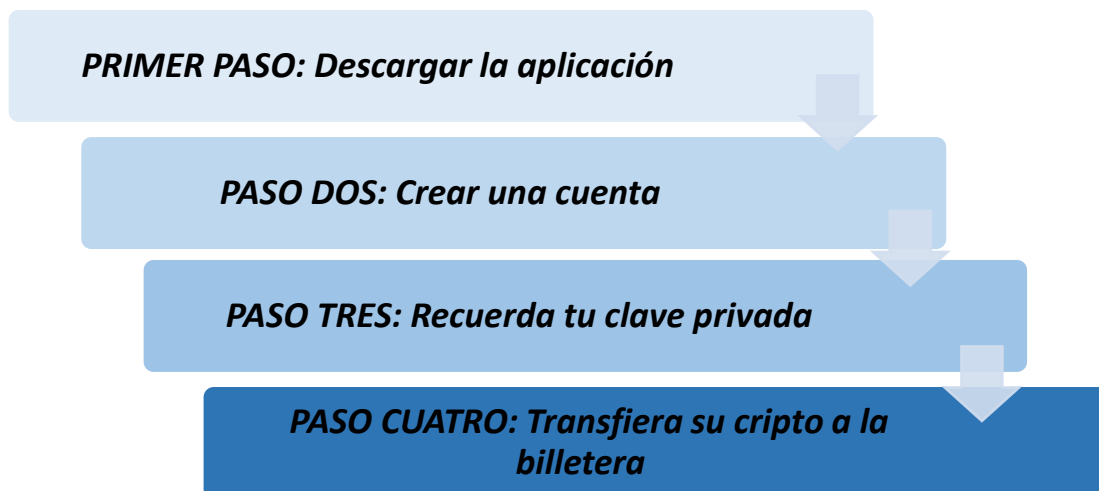 PRIMER PASO: Descargar la aplicación
PASO DOS: Crear una cuenta
PASO TRES: Recuerda tu clave privada
PASO CUATRO: Transfiera su cripto a la
billetera